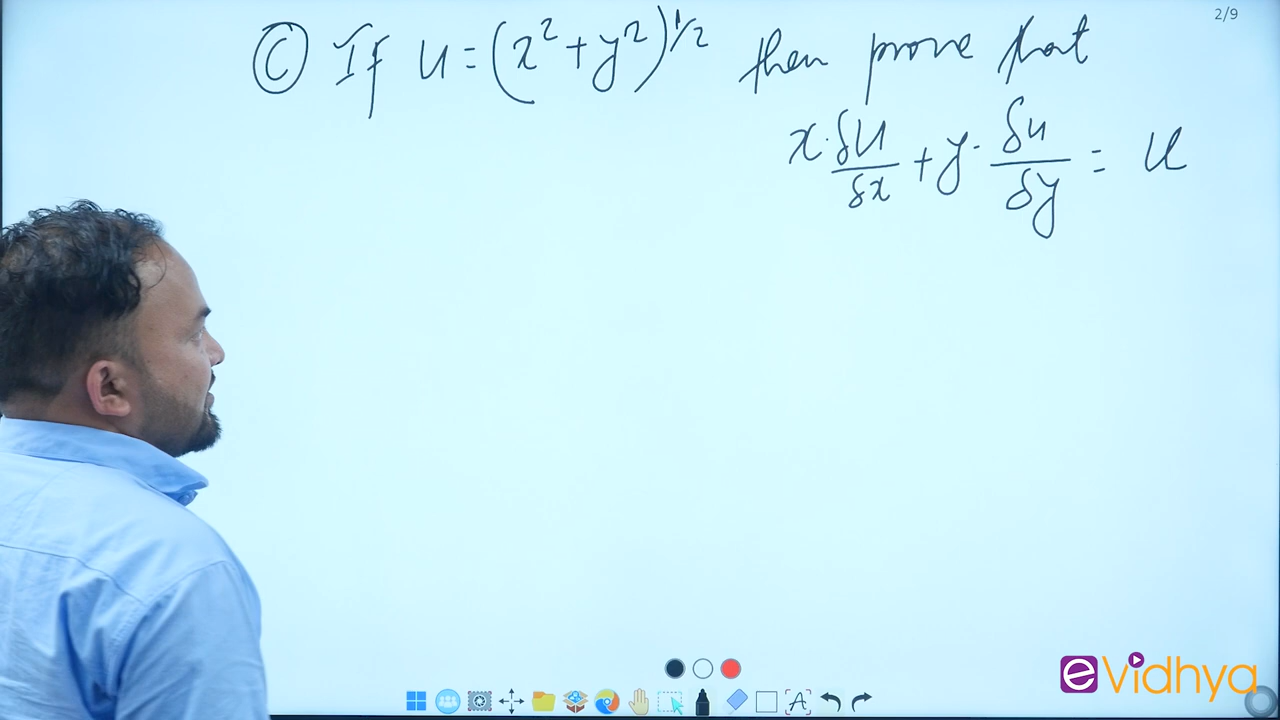 2/9
Ⓒ If u = (x² + y²)^1/2 then prove that
x · δu/δx + y · δu/δy = u
A
eVidhya